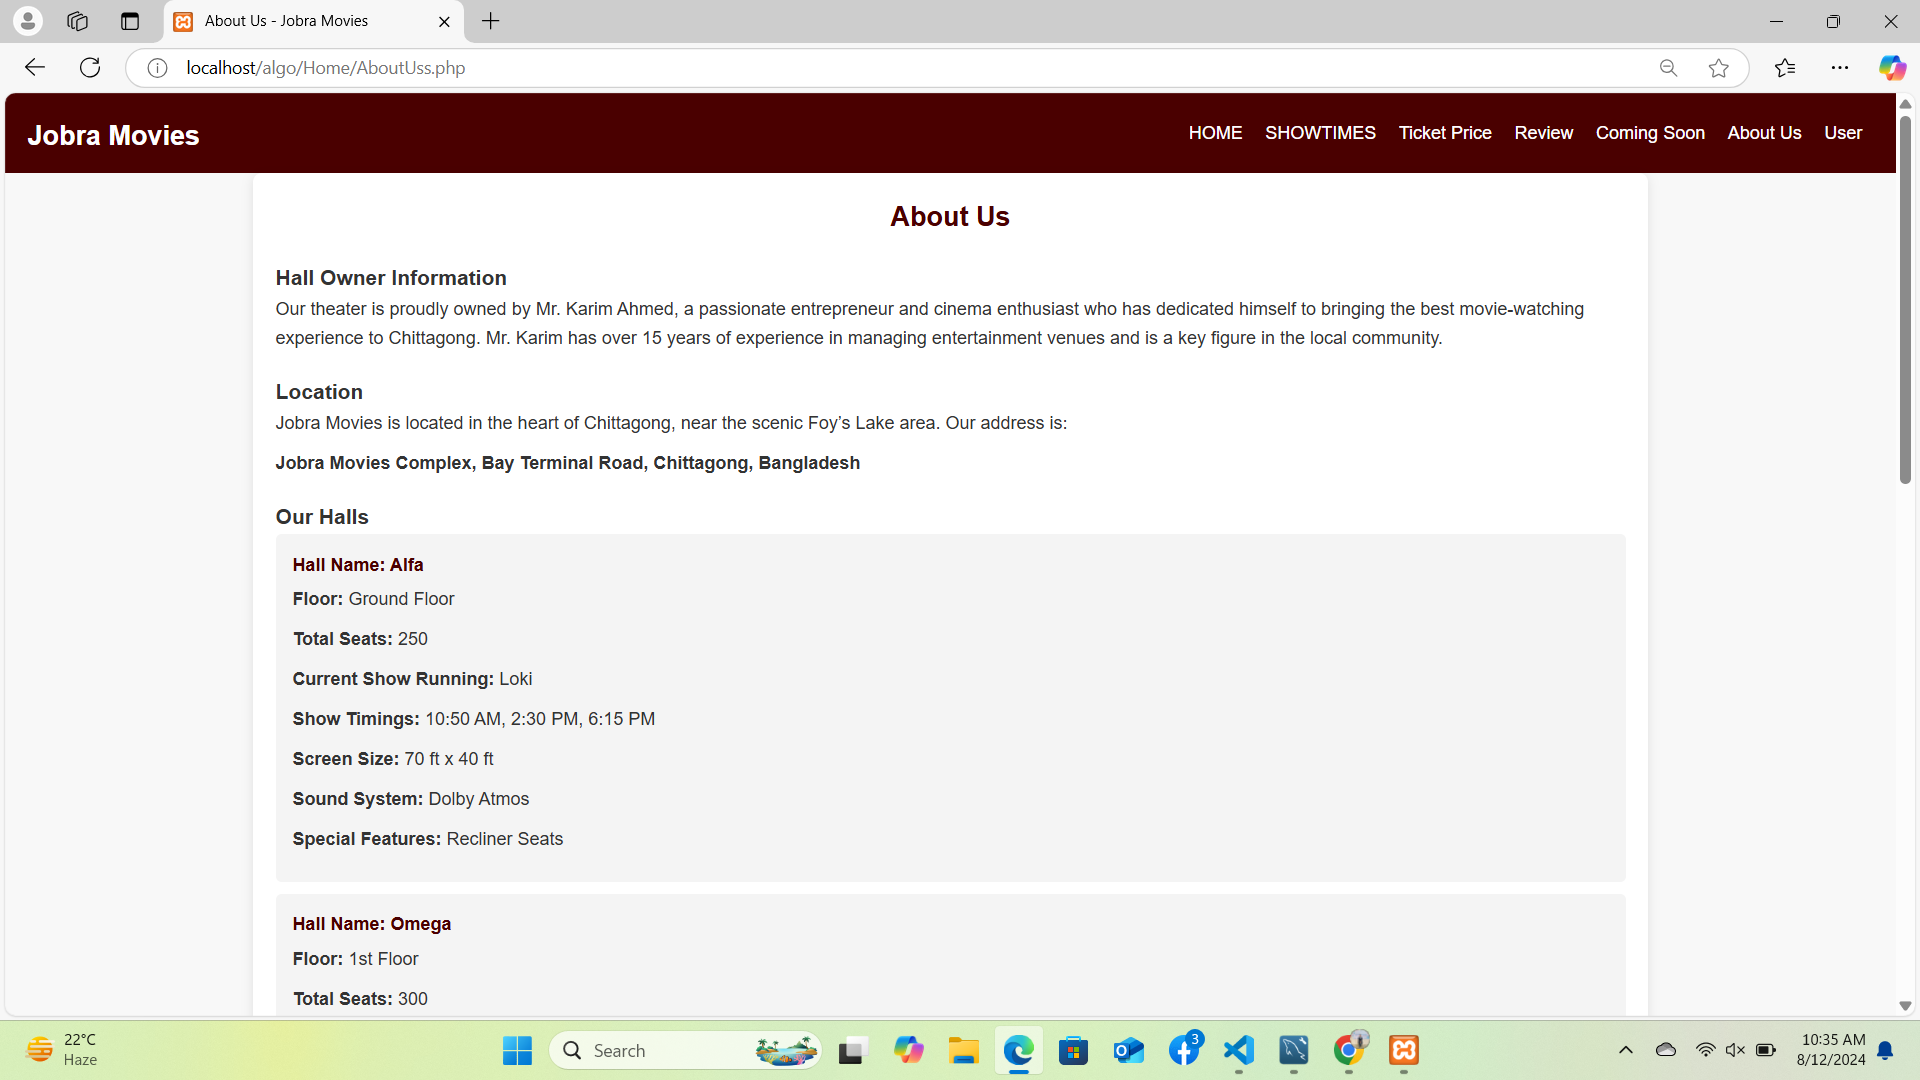 About Us - Jobra Movies
localhost/algo/Home/AboutUss.php
Jobra Movies
HOME SHOWTIMES Ticket Price Review Coming Soon About Us User
About Us
Hall Owner Information
Our theater is proudly owned by Mr. Karim Ahmed, a passionate entrepreneur and cinema enthusiast who has dedicated himself to bringing the best movie-watching
experience to Chittagong. Mr. Karim has over 15 years of experience in managing entertainment venues and is a key figure in the local community.
Location
Jobra Movies is located in the heart of Chittagong, near the scenic Foy’s Lake area. Our address is:
Jobra Movies Complex, Bay Terminal Road, Chittagong, Bangladesh
Our Halls
Hall Name: Alfa
Floor: Ground Floor
Total Seats: 250
Current Show Running: Loki
Show Timings: 10:50 AM, 2:30 PM, 6:15 PM
Screen Size: 70 ft x 40 ft
Sound System: Dolby Atmos
Special Features: Recliner Seats
Hall Name: Omega
Floor: 1st Floor
Total Seats: 300
22°C
Haze
Search
3
10:35 AM
8/12/2024